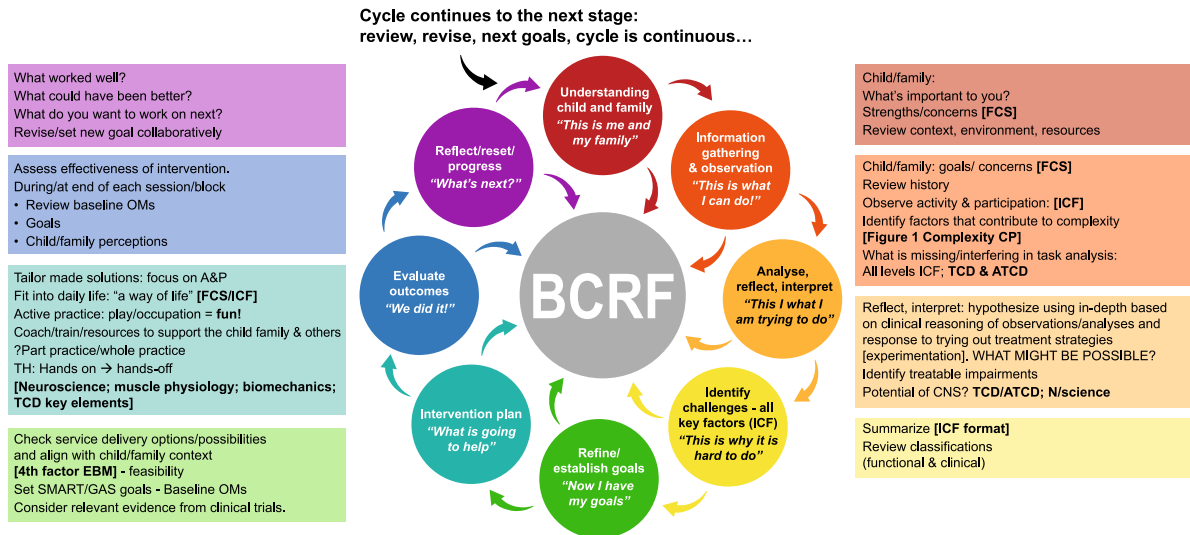 Cycle continues to the next stage:
review, revise, next goals, cycle is continuous…
What worked well?
What could have been better?
What do you want to work on next?
Revise/set new goal collaboratively
Assess effectiveness of intervention.
During/at end of each session/block
• Review baseline OMs
• Goals
• Child/family perceptions
Tailor made solutions: focus on A&P
Fit into daily life: “a way of life” [FCS/ICF]
Active practice: play/occupation = fun!
Coach/train/resources to support the child family & others
?Part practice/whole practice
TH: Hands on → hands-off
[Neuroscience; muscle physiology; biomechanics;
TCD key elements]
Check service delivery options/possibilities
and align with child/family context
[4th factor EBM] - feasibility
Set SMART/GAS goals - Baseline OMs
Consider relevant evidence from clinical trials.
Understanding
child and family
“This is me and
my family”
Information
gathering
& observation
“This is what
I can do!”
Analyse,
reflect, interpret
“This I what I
am trying to do”
Identify
challenges - all
key factors (ICF)
“This is why it is
hard to do”
Refine/
establish goals
“Now I have
my goals”
Intervention plan
“What is going
to help”
Evaluate
outcomes
“We did it!”
Reflect/reset/
progress
“What’s next?”
BCRF
Child/family:
What’s important to you?
Strengths/concerns [FCS]
Review context, environment, resources
Child/family: goals/ concerns [FCS]
Review history
Observe activity & participation: [ICF]
Identify factors that contribute to complexity
[Figure 1 Complexity CP]
What is missing/interfering in task analysis:
All levels ICF; TCD & ATCD
Reflect, interpret: hypothesize using in-depth based
on clinical reasoning of observations/analyses and
response to trying out treatment strategies
[experimentation]. WHAT MIGHT BE POSSIBLE?
Identify treatable impairments
Potential of CNS? TCD/ATCD; N/science
Summarize [ICF format]
Review classifications
(functional & clinical)